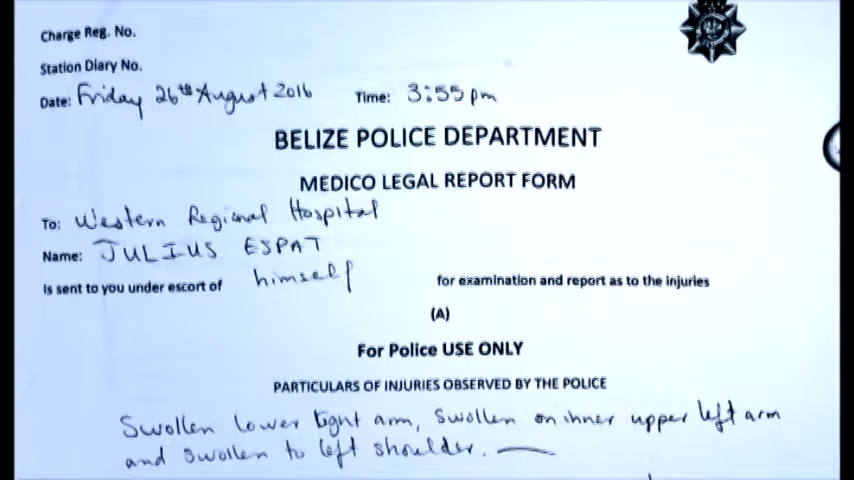 Charge Reg. No.
Station Diary No.
Date: Friday 26th August 2016 Time: 3:55 pm
BELIZE POLICE DEPARTMENT
MEDICO LEGAL REPORT FORM
To: Western Regional Hospital
Name: JULIUS ESPAT
Is sent to you under escort of himself for examination and report as to the injuries
(A)
For Police USE ONLY
PARTICULARS OF INJURIES OBSERVED BY THE POLICE
Swollen lower right arm, Swollen on inner upper left arm
and swollen to left shoulder.